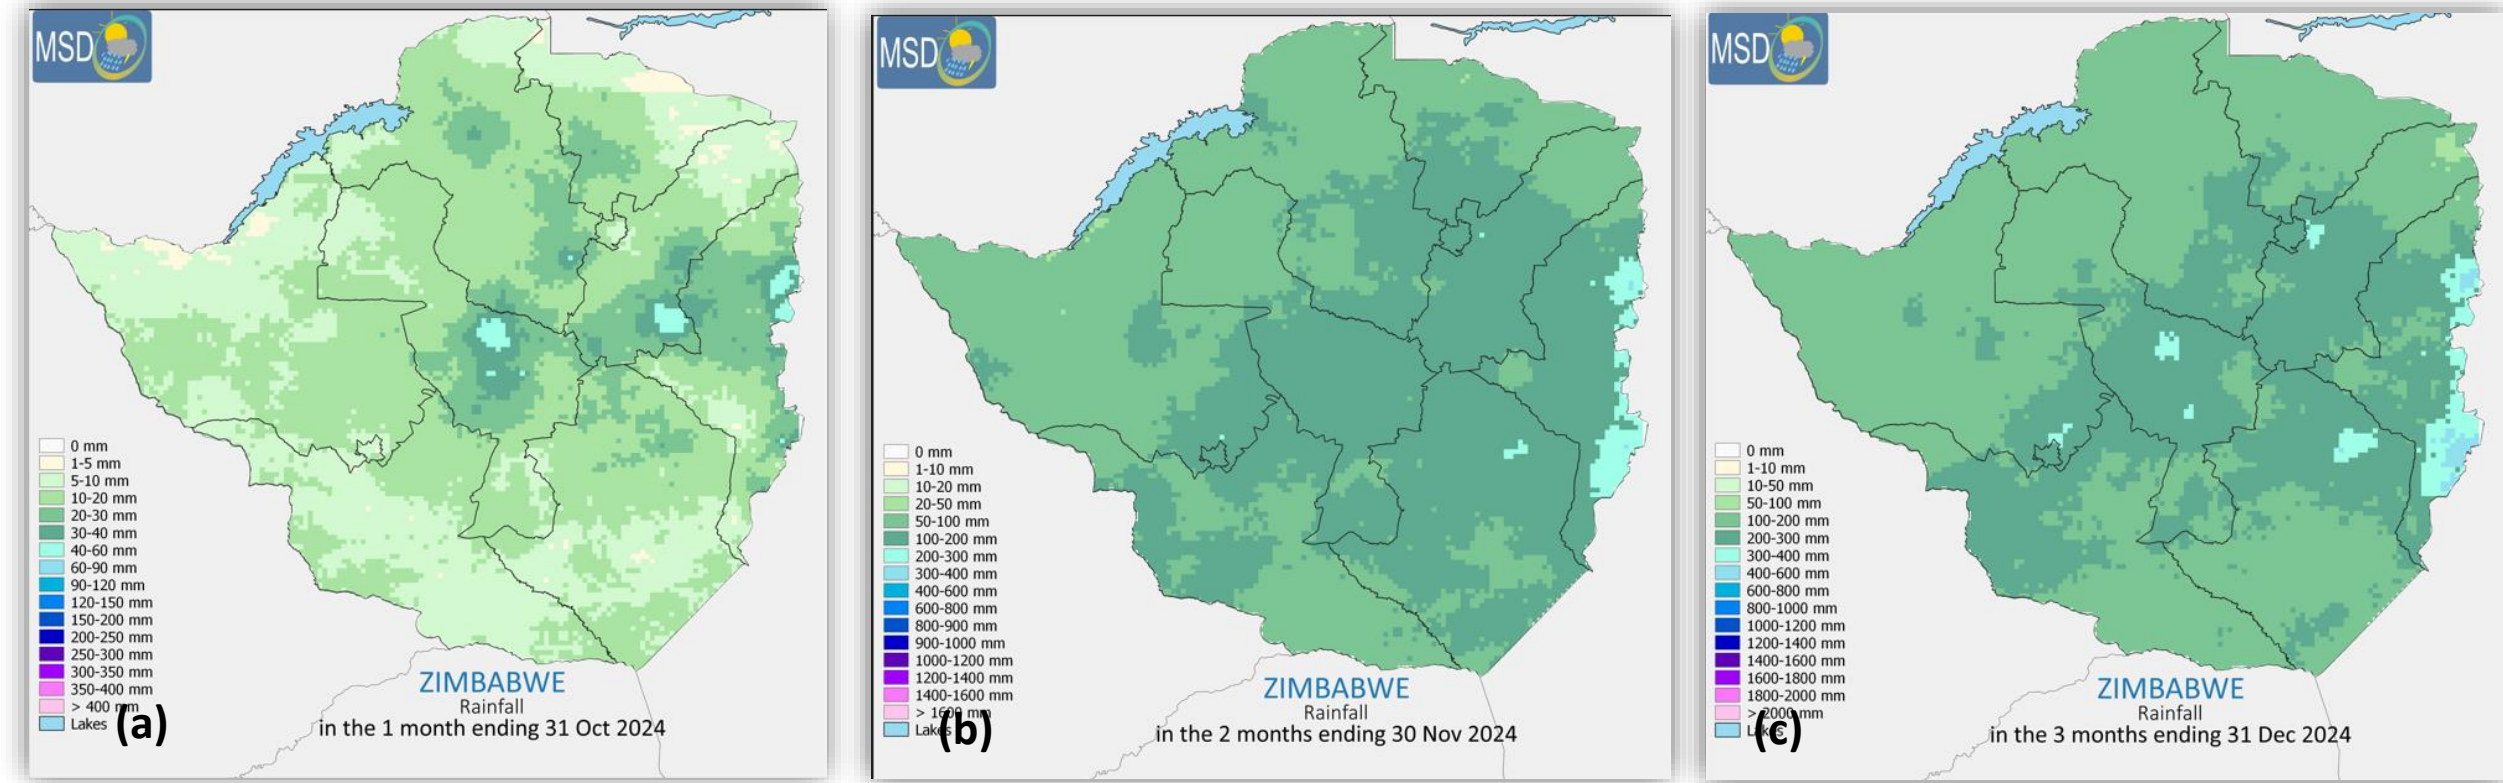 MSD
0 mm
1-5 mm
5-10 mm
10-20 mm
20-30 mm
30-40 mm
40-60 mm
60-90 mm
90-120 mm
120-150 mm
150-200 mm
200-250 mm
250-300 mm
300-350 mm
350-400 mm
> 400 mm
Lakes
(a)
ZIMBABWE
Rainfall
in the 1 month ending 31 Oct 2024
MSD
0 mm
1-10 mm
10-20 mm
20-50 mm
50-100 mm
100-200 mm
200-300 mm
300-400 mm
400-600 mm
600-800 mm
800-900 mm
900-1000 mm
1000-1200 mm
1200-1400 mm
1400-1600 mm
> 1600 mm
Lakes
(b)
ZIMBABWE
Rainfall
in the 2 months ending 30 Nov 2024
MSD
0 mm
1-10 mm
10-50 mm
50-100 mm
100-200 mm
200-300 mm
300-400 mm
400-600 mm
600-800 mm
800-1000 mm
1000-1200 mm
1200-1400 mm
1400-1600 mm
1600-1800 mm
1800-2000 mm
> 2000 mm
Lakes
(c)
ZIMBABWE
Rainfall
in the 3 months ending 31 Dec 2024